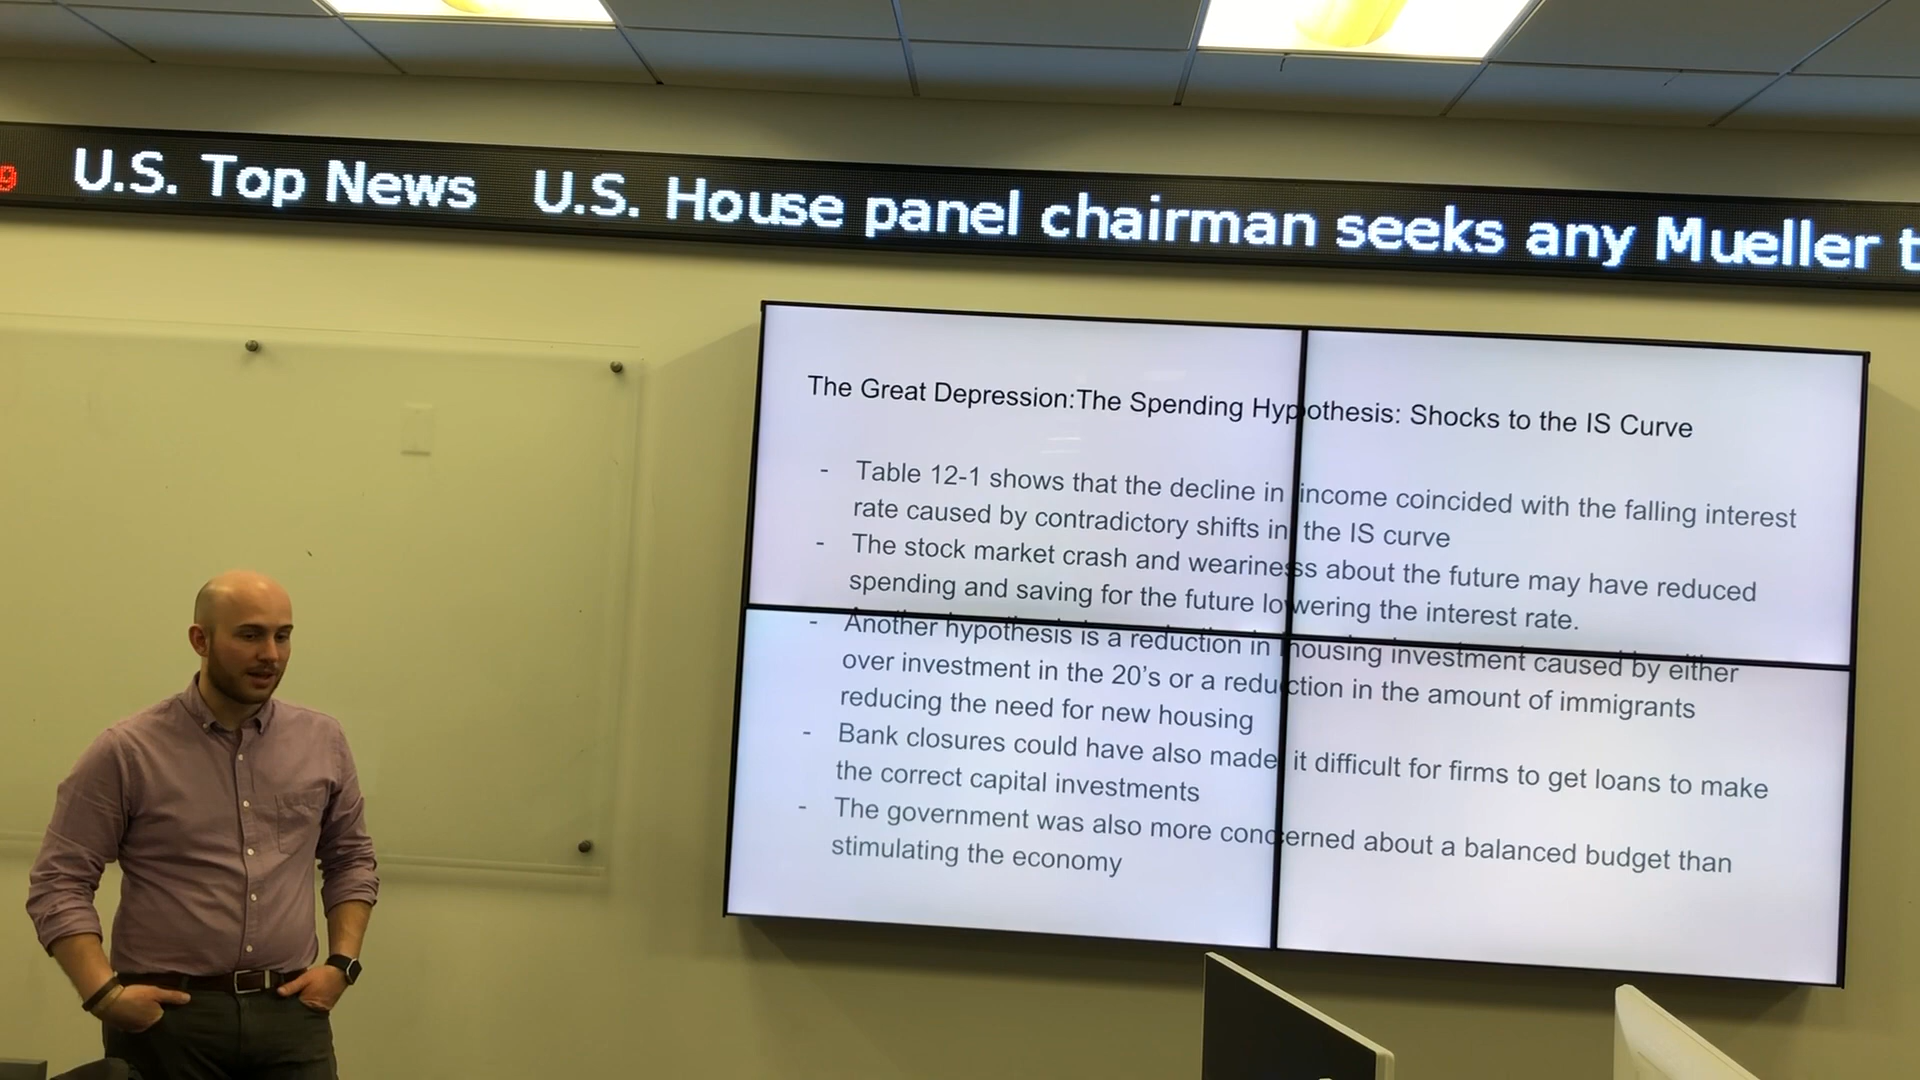 9 U.S. Top News U.S. House panel chairman seeks any Mueller t
The Great Depression:The Spending Hypothesis: Shocks to the IS Curve
- Table 12-1 shows that the decline in income coincided with the falling interest
rate caused by contradictory shifts in the IS curve
- The stock market crash and weariness about the future may have reduced
spending and saving for the future lowering the interest rate.
- Another hypothesis is a reduction in housing investment caused by either
over investment in the 20's or a reduction in the amount of immigrants
reducing the need for new housing
- Bank closures could have also made it difficult for firms to get loans to make
the correct capital investments
- The government was also more concerned about a balanced budget than
stimulating the economy